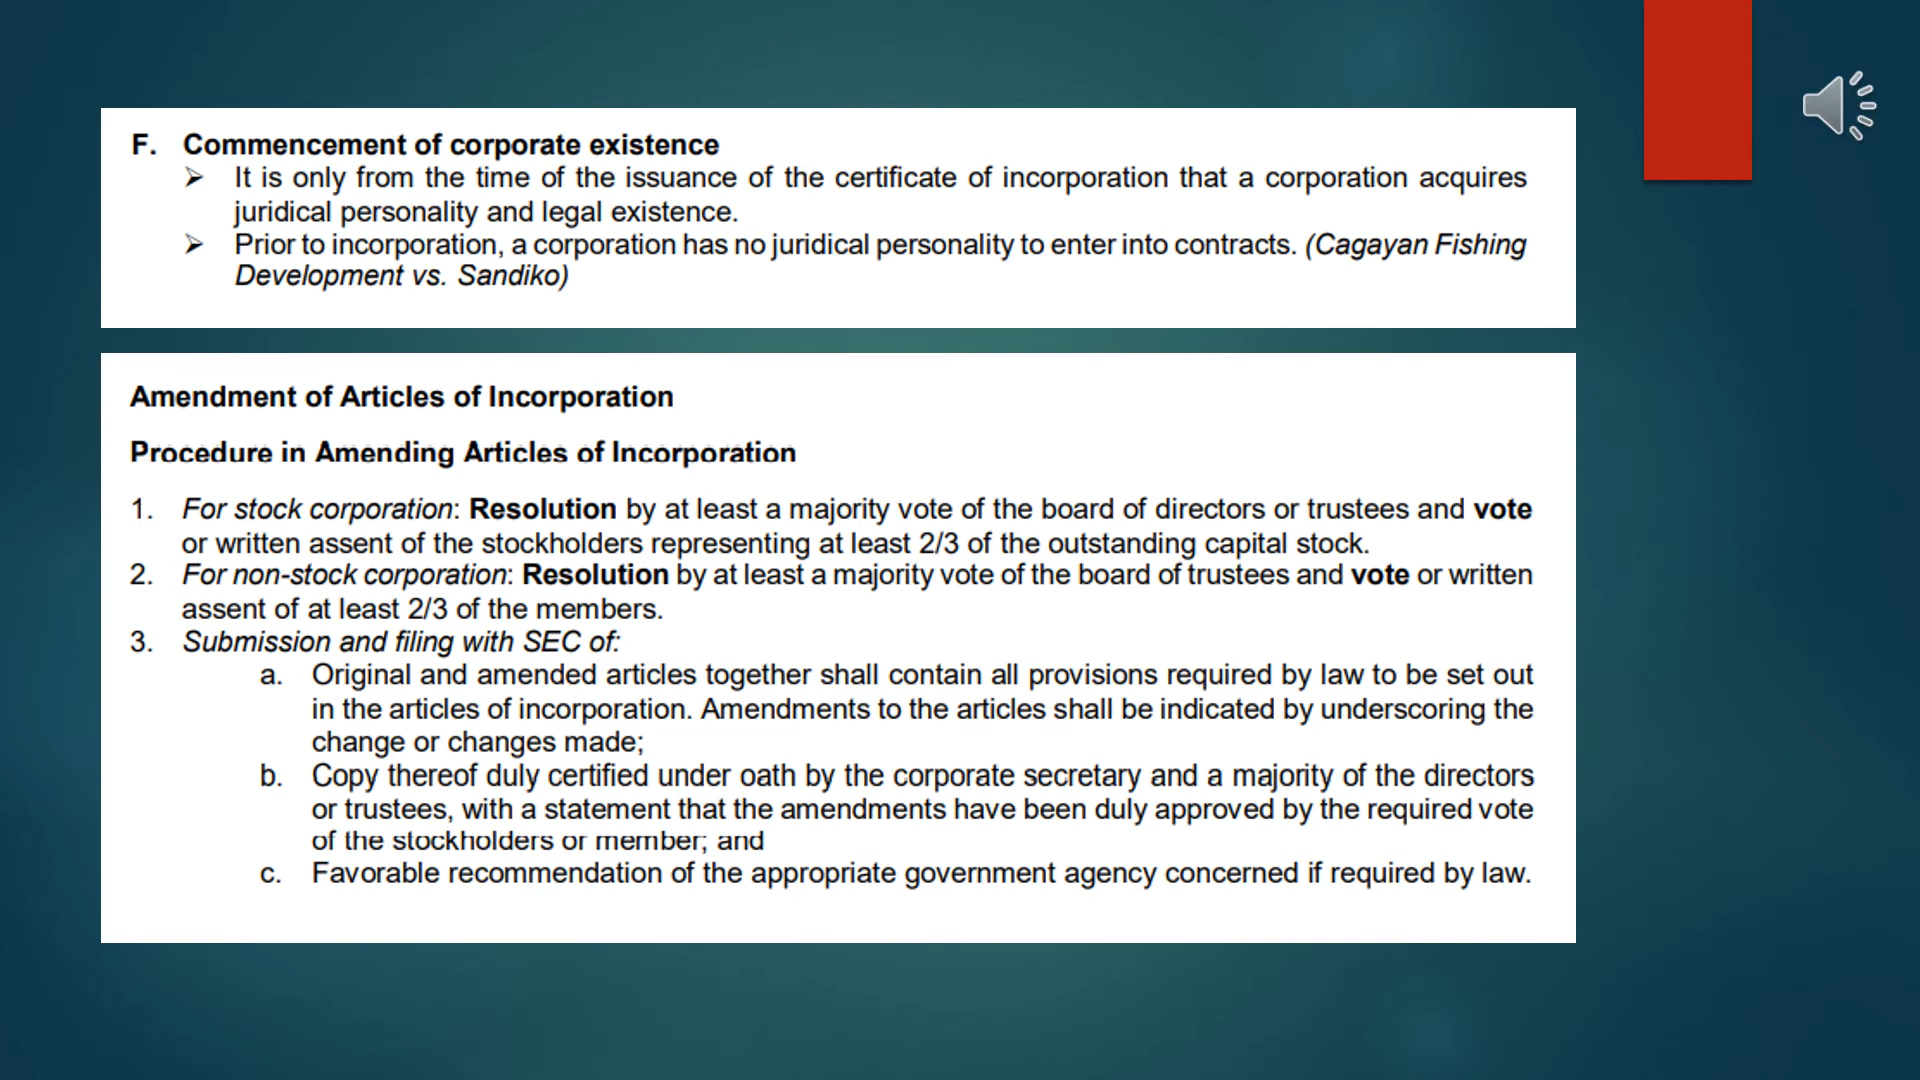 F. Commencement of corporate existence
➢ It is only from the time of the issuance of the certificate of incorporation that a corporation acquires
juridical personality and legal existence.
➢ Prior to incorporation, a corporation has no juridical personality to enter into contracts. (Cagayan Fishing
Development vs. Sandiko)
Amendment of Articles of Incorporation
Procedure in Amending Articles of Incorporation
1. For stock corporation: Resolution by at least a majority vote of the board of directors or trustees and vote
or written assent of the stockholders representing at least 2/3 of the outstanding capital stock.
2. For non-stock corporation: Resolution by at least a majority vote of the board of trustees and vote or written
assent of at least 2/3 of the members.
3. Submission and filing with SEC of:
a. Original and amended articles together shall contain all provisions required by law to be set out
in the articles of incorporation. Amendments to the articles shall be indicated by underscoring the
change or changes made;
b. Copy thereof duly certified under oath by the corporate secretary and a majority of the directors
or trustees, with a statement that the amendments have been duly approved by the required vote
of the stockholders or member; and
c. Favorable recommendation of the appropriate government agency concerned if required by law.